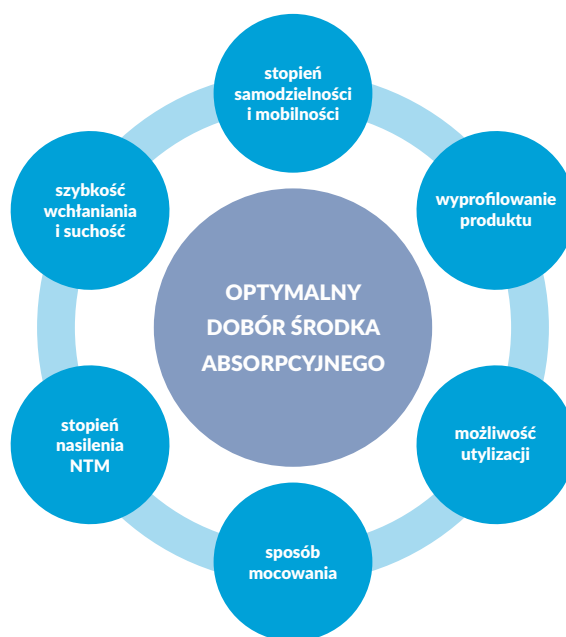 stopień
samodzielności
i mobilności
wyprofilowanie
produktu
możliwość
utylizacji
sposób
mocowania
stopień
nasilenia
NTM
szybkość
wchłaniania
i suchość
OPTYMALNY
DOBÓR ŚRODKA
ABSORPCYJNEGO